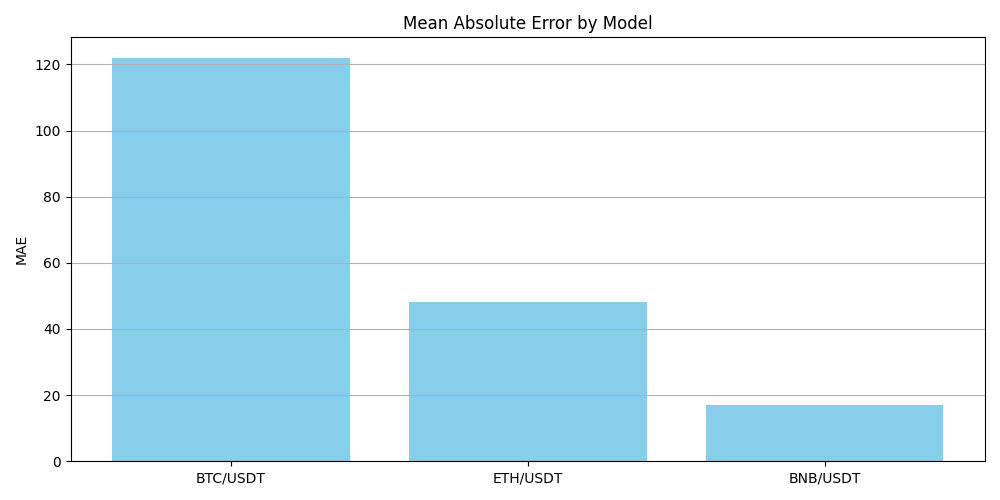 Mean Absolute Error by Model
MAE
120
100
80
60
40
20
0
BTC/USDT ETH/USDT BNB/USDT